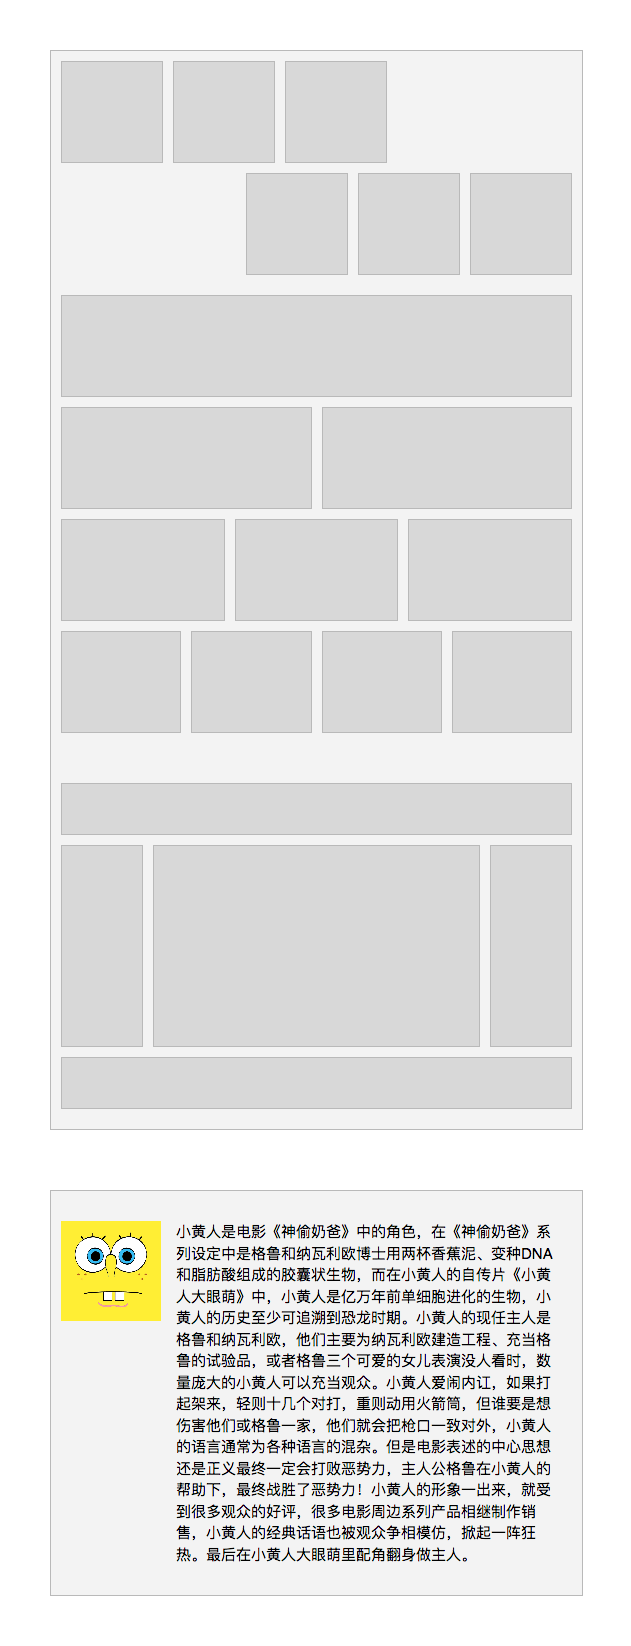 小黄人是电影《神偷奶爸》中的角色，在《神偷奶爸》系
列设定中是格鲁和纳瓦利欧博士用两杯香蕉泥、变种DNA
和脂肪酸组成的胶囊状生物，而在小黄人的自传片《小黄
人大眼萌》中，小黄人是亿万年前单细胞进化的生物，小
黄人的历史至少可追溯到恐龙时期。小黄人的现任主人是
格鲁和纳瓦利欧，他们主要为纳瓦利欧建造工程、充当格
鲁的试验品，或者格鲁三个可爱的女儿表演没人看时，数
量庞大的小黄人可以充当观众。小黄人爱闹内讧，如果打
起架来，轻则十几个对打，重则动用火箭筒，但谁要是想
伤害他们或格鲁一家，他们就会把枪口一致对外，小黄人
的语言通常为各种语言的混杂。但是电影表述的中心思想
还是正义最终一定会打败恶势力，主人公格鲁在小黄人的
帮助下，最终战胜了恶势力！小黄人的形象一出来，就受
到很多观众的好评，很多电影周边系列产品相继制作销
售，小黄人的经典话语也被观众争相模仿，掀起一阵狂
热。最后在小黄人大眼萌里配角翻身做主人。